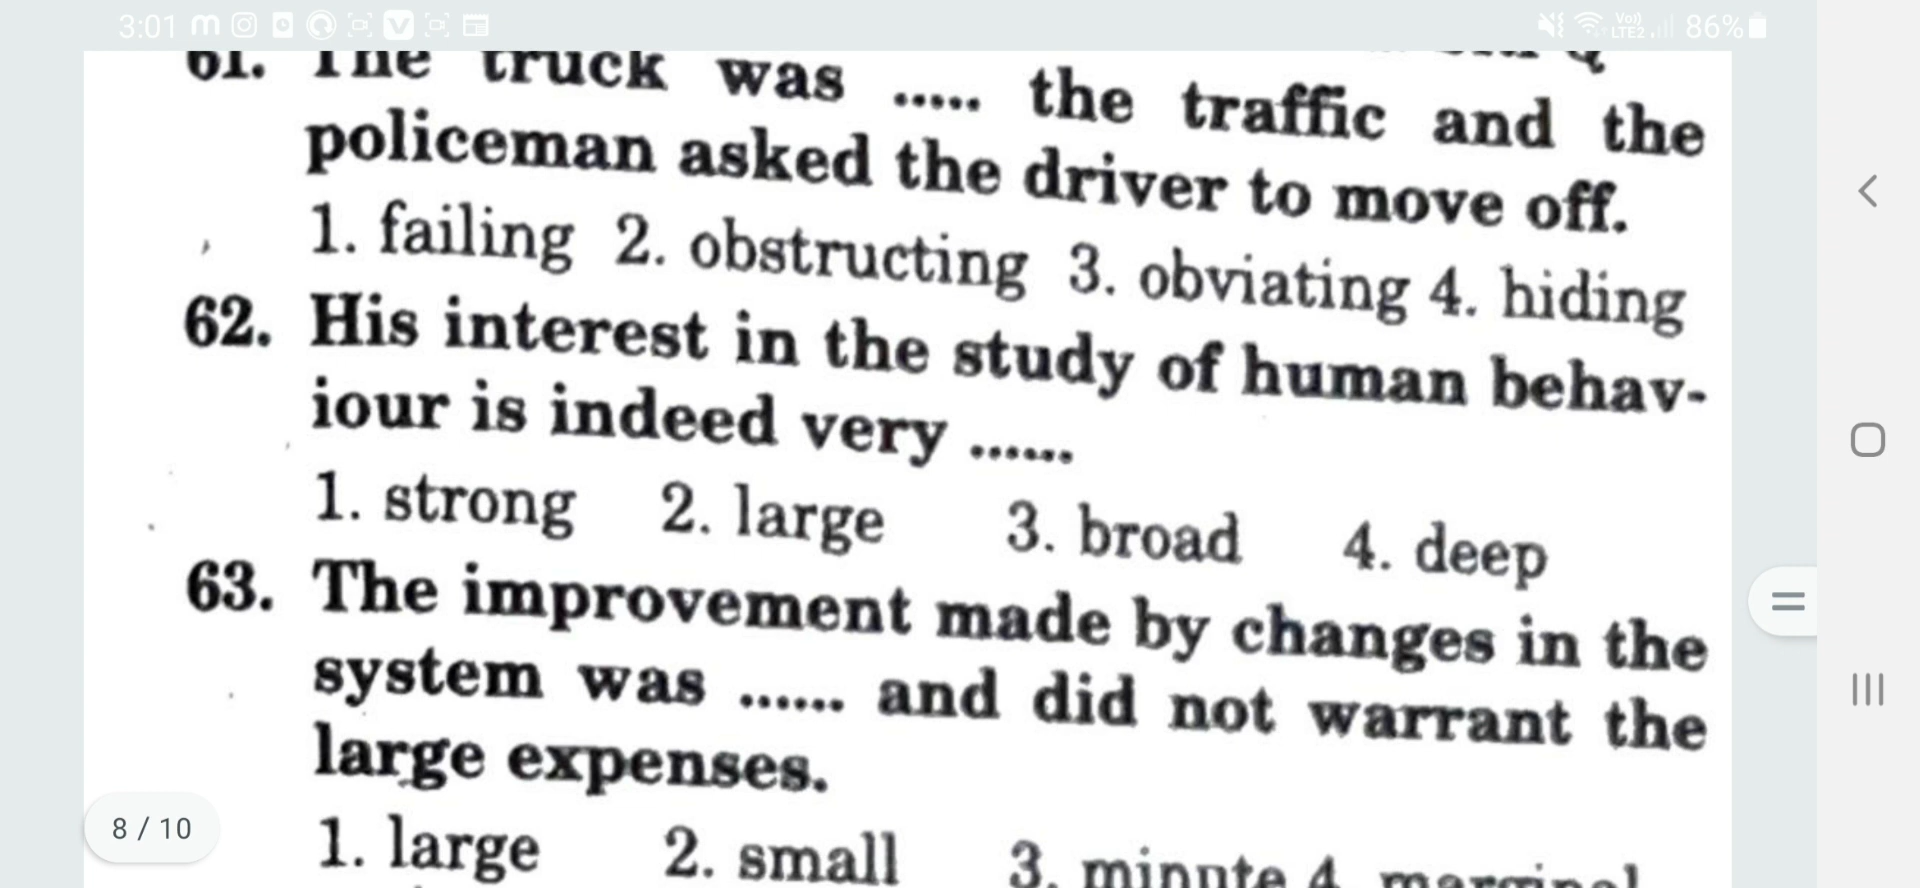 3:01
86%
61. The truck was ..... the traffic and the
policeman asked the driver to move off.
1. failing 2. obstructing 3. obviating 4. hiding
62. His interest in the study of human behav-
iour is indeed very ......
1. strong 2. large 3. broad 4. deep
63. The improvement made by changes in the
system was ...... and did not warrant the
large expenses.
8 / 10
1. large 2. small 3. minute 4. marginal